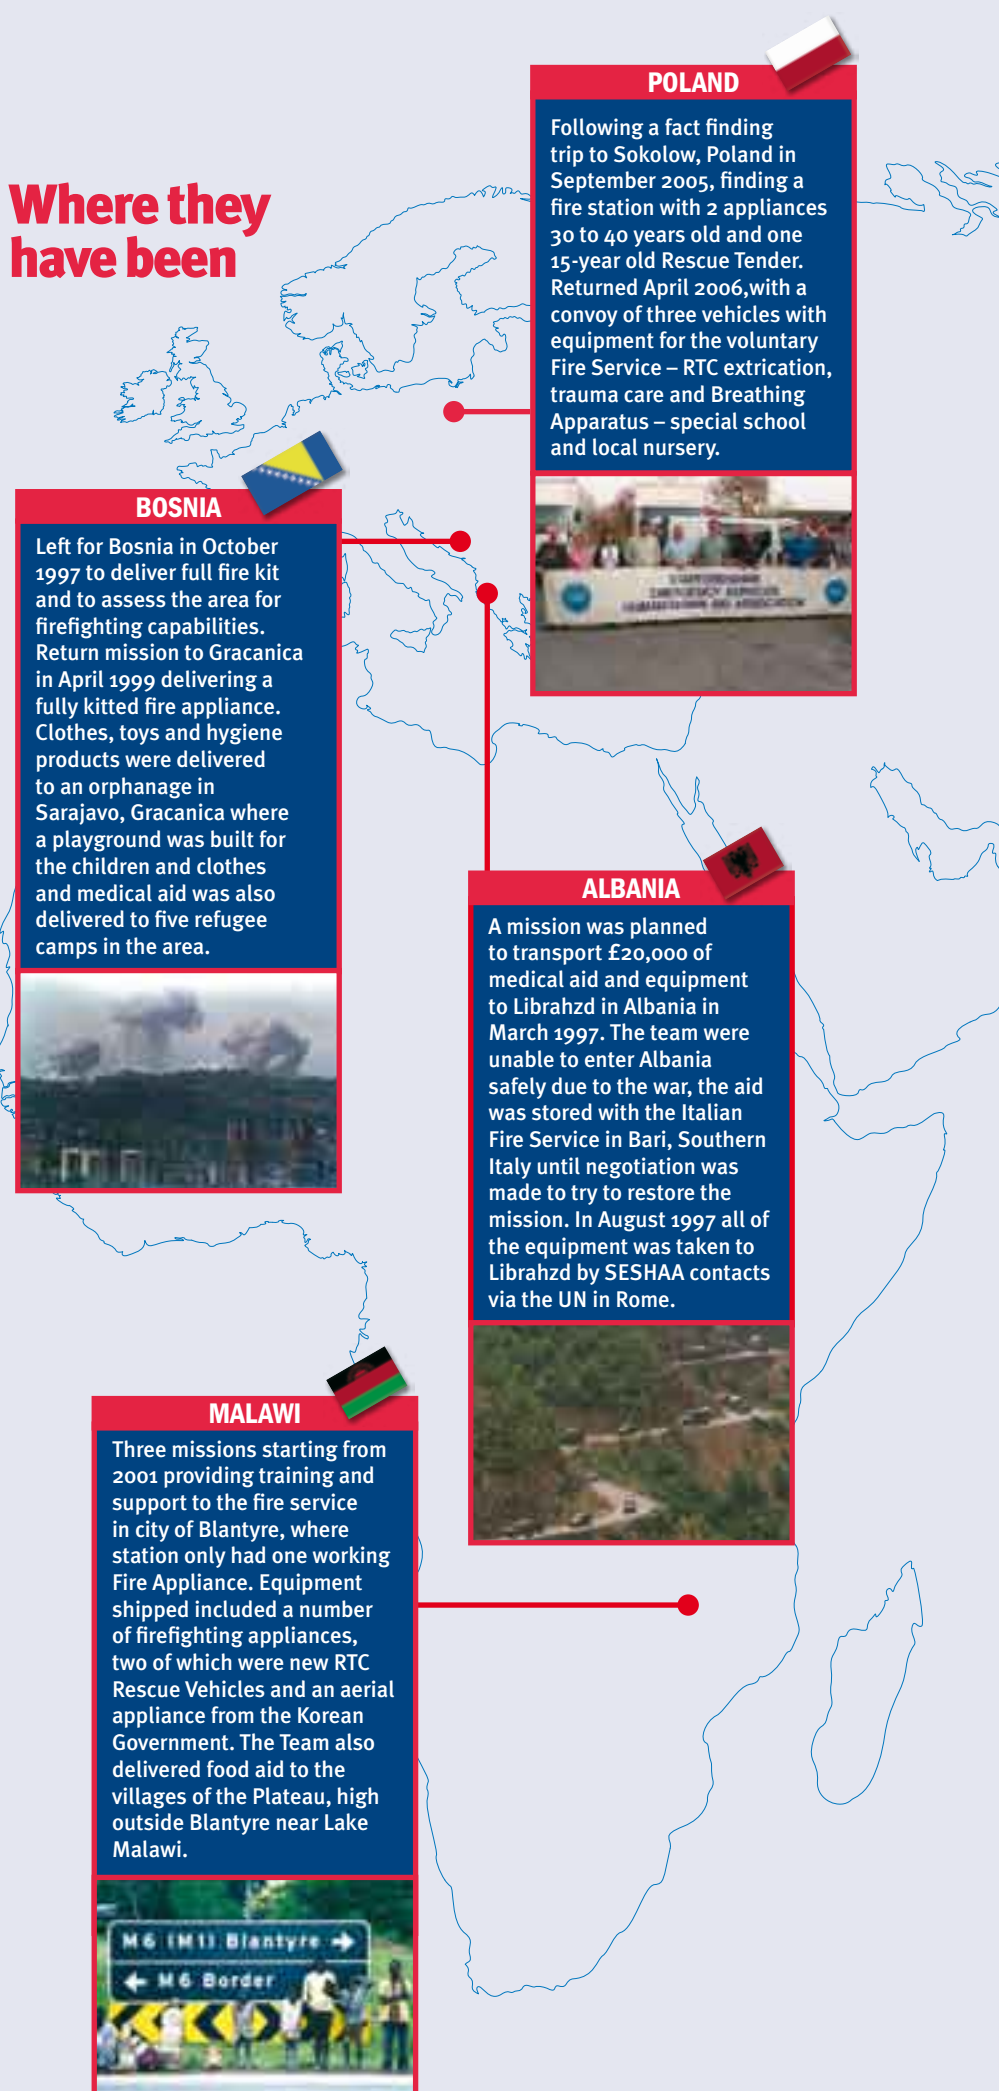 Where they
have been
POLAND
Following a fact finding
trip to Sokolow, Poland in
September 2005, finding a
fire station with 2 appliances
30 to 40 years old and one
15-year old Rescue Tender.
Returned April 2006,with a
convoy of three vehicles with
equipment for the voluntary
Fire Service – RTC extrication,
trauma care and Breathing
Apparatus – special school
and local nursery.
STAFFORDSHIRE
EMERGENCY SERVICES
HUMANITARIAN AID ASSOCIATION
BOSNIA
Left for Bosnia in October
1997 to deliver full fire kit
and to assess the area for
firefighting capabilities.
Return mission to Gracanica
in April 1999 delivering a
fully kitted fire appliance.
Clothes, toys and hygiene
products were delivered
to an orphanage in
Sarajavo, Gracanica where
a playground was built for
the children and clothes
and medical aid was also
delivered to five refugee
camps in the area.
ALBANIA
A mission was planned
to transport £20,000 of
medical aid and equipment
to Librahzd in Albania in
March 1997. The team were
unable to enter Albania
safely due to the war, the aid
was stored with the Italian
Fire Service in Bari, Southern
Italy until negotiation was
made to try to restore the
mission. In August 1997 all of
the equipment was taken to
Librahzd by SESHAA contacts
via the UN in Rome.
MALAWI
Three missions starting from
2001 providing training and
support to the fire service
in city of Blantyre, where
station only had one working
Fire Appliance. Equipment
shipped included a number
of firefighting appliances,
two of which were new RTC
Rescue Vehicles and an aerial
appliance from the Korean
Government. The Team also
delivered food aid to the
villages of the Plateau, high
outside Blantyre near Lake
Malawi.
M6 (M1) Blantyre →
← M6 Border